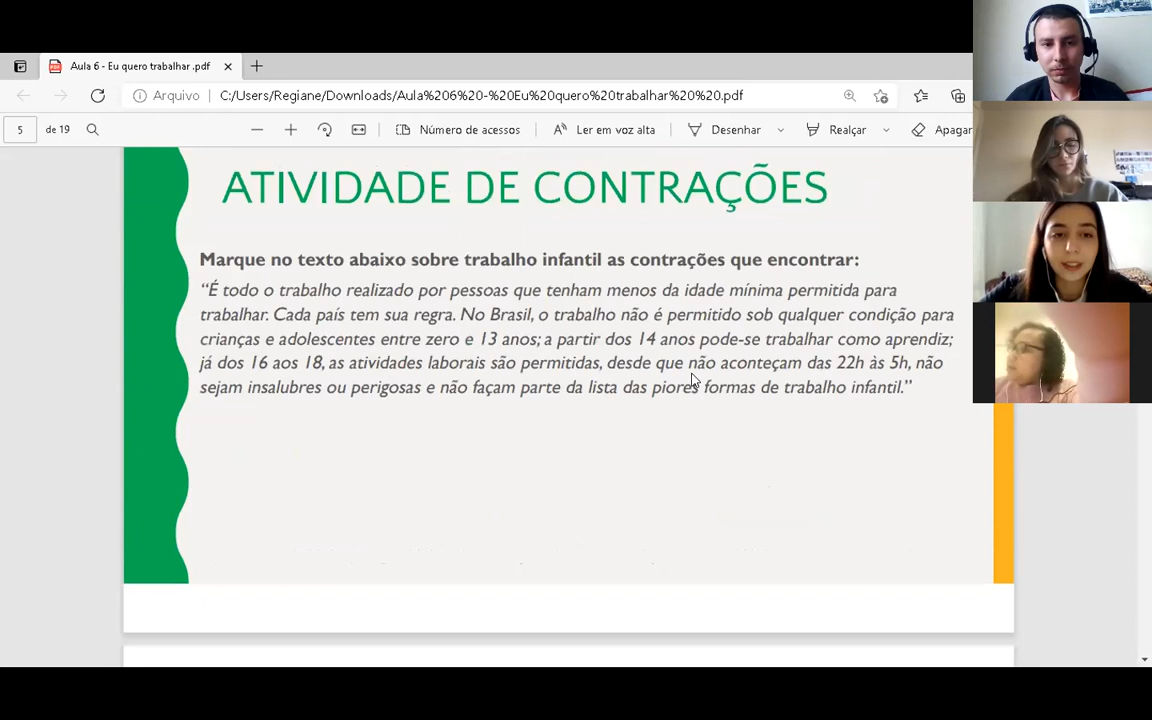 Aula 6 - Eu quero trabalhar .pdf
Arquivo C:/Users/Regiane/Downloads/Aula%206%20-%20Eu%20quero%20trabalhar%20%20.pdf
5 de 19 Número de acessos Ler em voz alta Desenhar Realçar Apagar
ATIVIDADE DE CONTRAÇÕES
Marque no texto abaixo sobre trabalho infantil as contrações que encontrar:
“É todo o trabalho realizado por pessoas que tenham menos da idade mínima permitida para
trabalhar. Cada país tem sua regra. No Brasil, o trabalho não é permitido sob qualquer condição para
crianças e adolescentes entre zero e 13 anos; a partir dos 14 anos pode-se trabalhar como aprendiz;
já dos 16 aos 18, as atividades laborais são permitidas, desde que não aconteçam das 22h às 5h, não
sejam insalubres ou perigosas e não façam parte da lista das piores formas de trabalho infantil.”